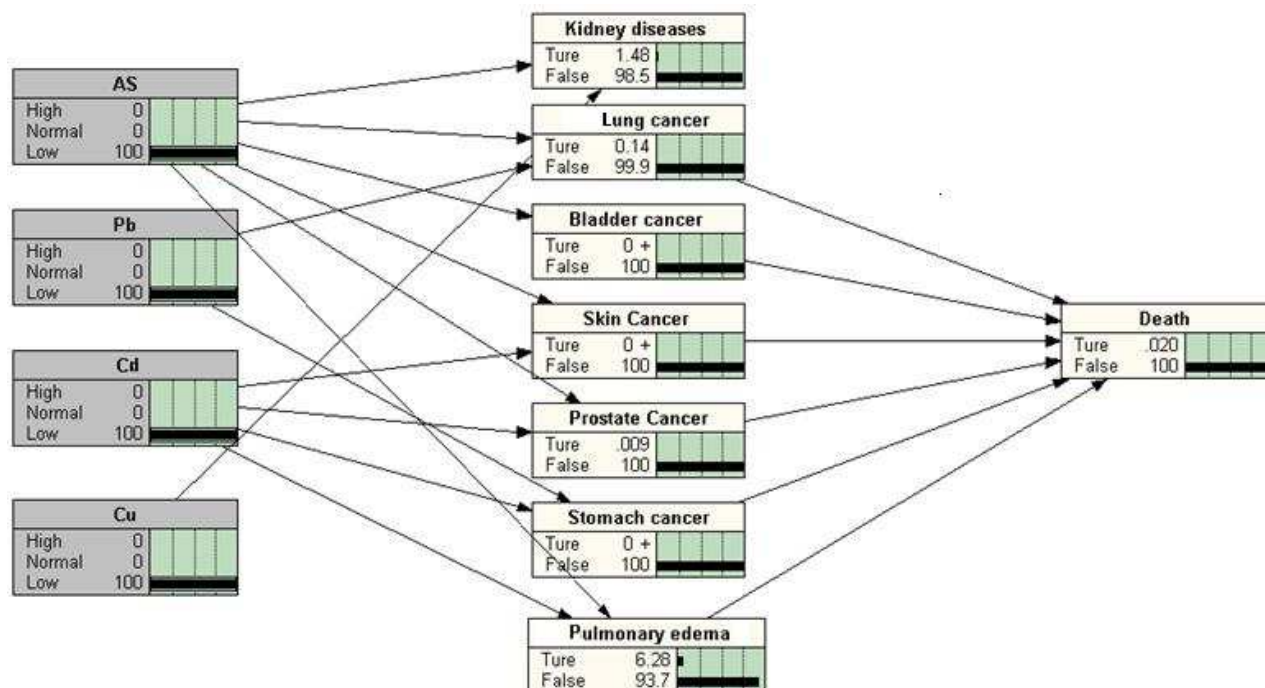 AS
High 0
Normal 0
Low 100
Pb
High 0
Normal 0
Low 100
Cd
High 0
Normal 0
Low 100
Cu
High 0
Normal 0
Low 100
Kidney diseases
Ture 1.48
False 98.5
Lung cancer
Ture 0.14
False 99.9
Bladder cancer
Ture 0 +
False 100
Skin Cancer
Ture 0 +
False 100
Prostate Cancer
Ture .009
False 100
Stomach cancer
Ture 0 +
False 100
Pulmonary edema
Ture 6.28
False 93.7
Death
Ture .020
False 100